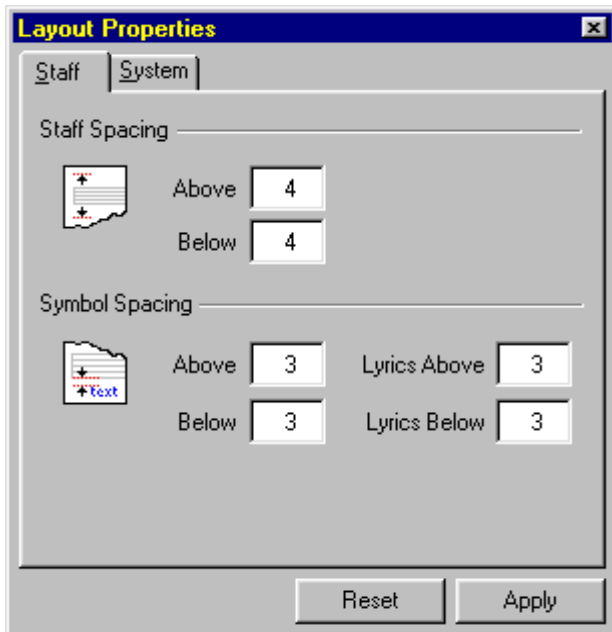 Layout Properties
Staff System
Staff Spacing
Above 4
Below 4
Symbol Spacing
text
Above 3 Lyrics Above 3
Below 3 Lyrics Below 3
Reset Apply